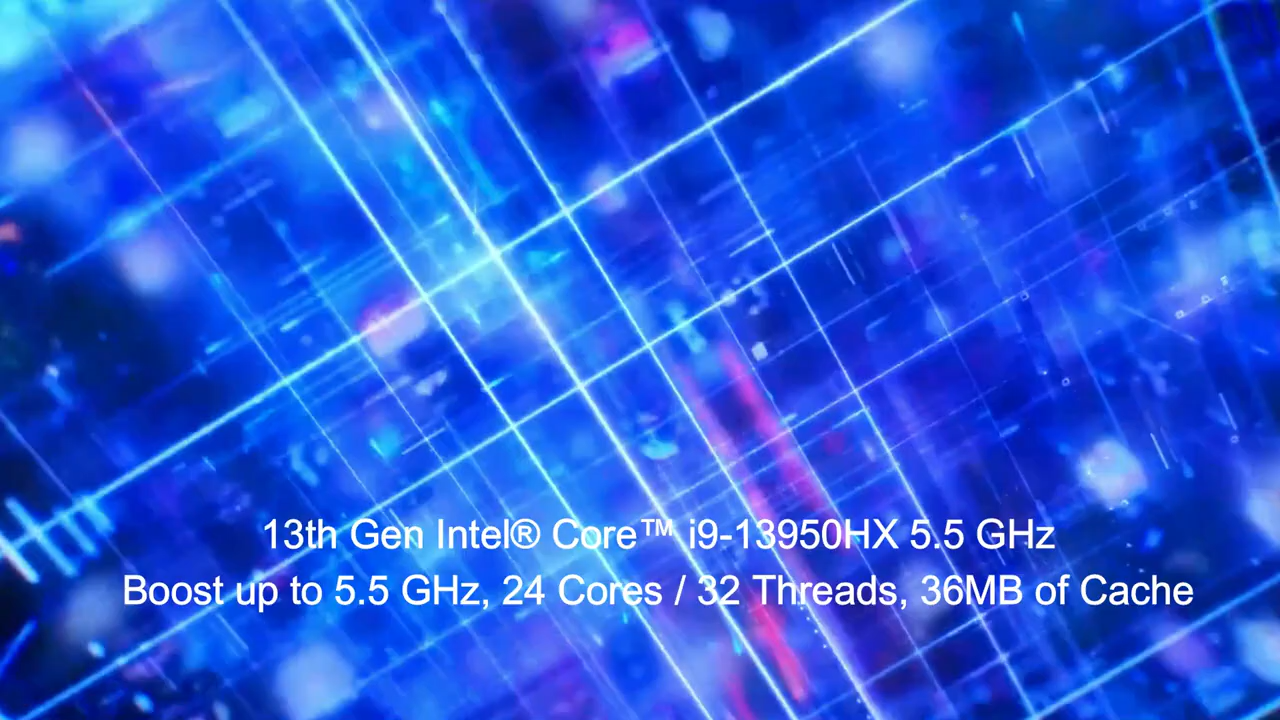 13th Gen Intel® Core™ i9-13950HX 5.5 GHz
Boost up to 5.5 GHz, 24 Cores / 32 Threads, 36MB of Cache